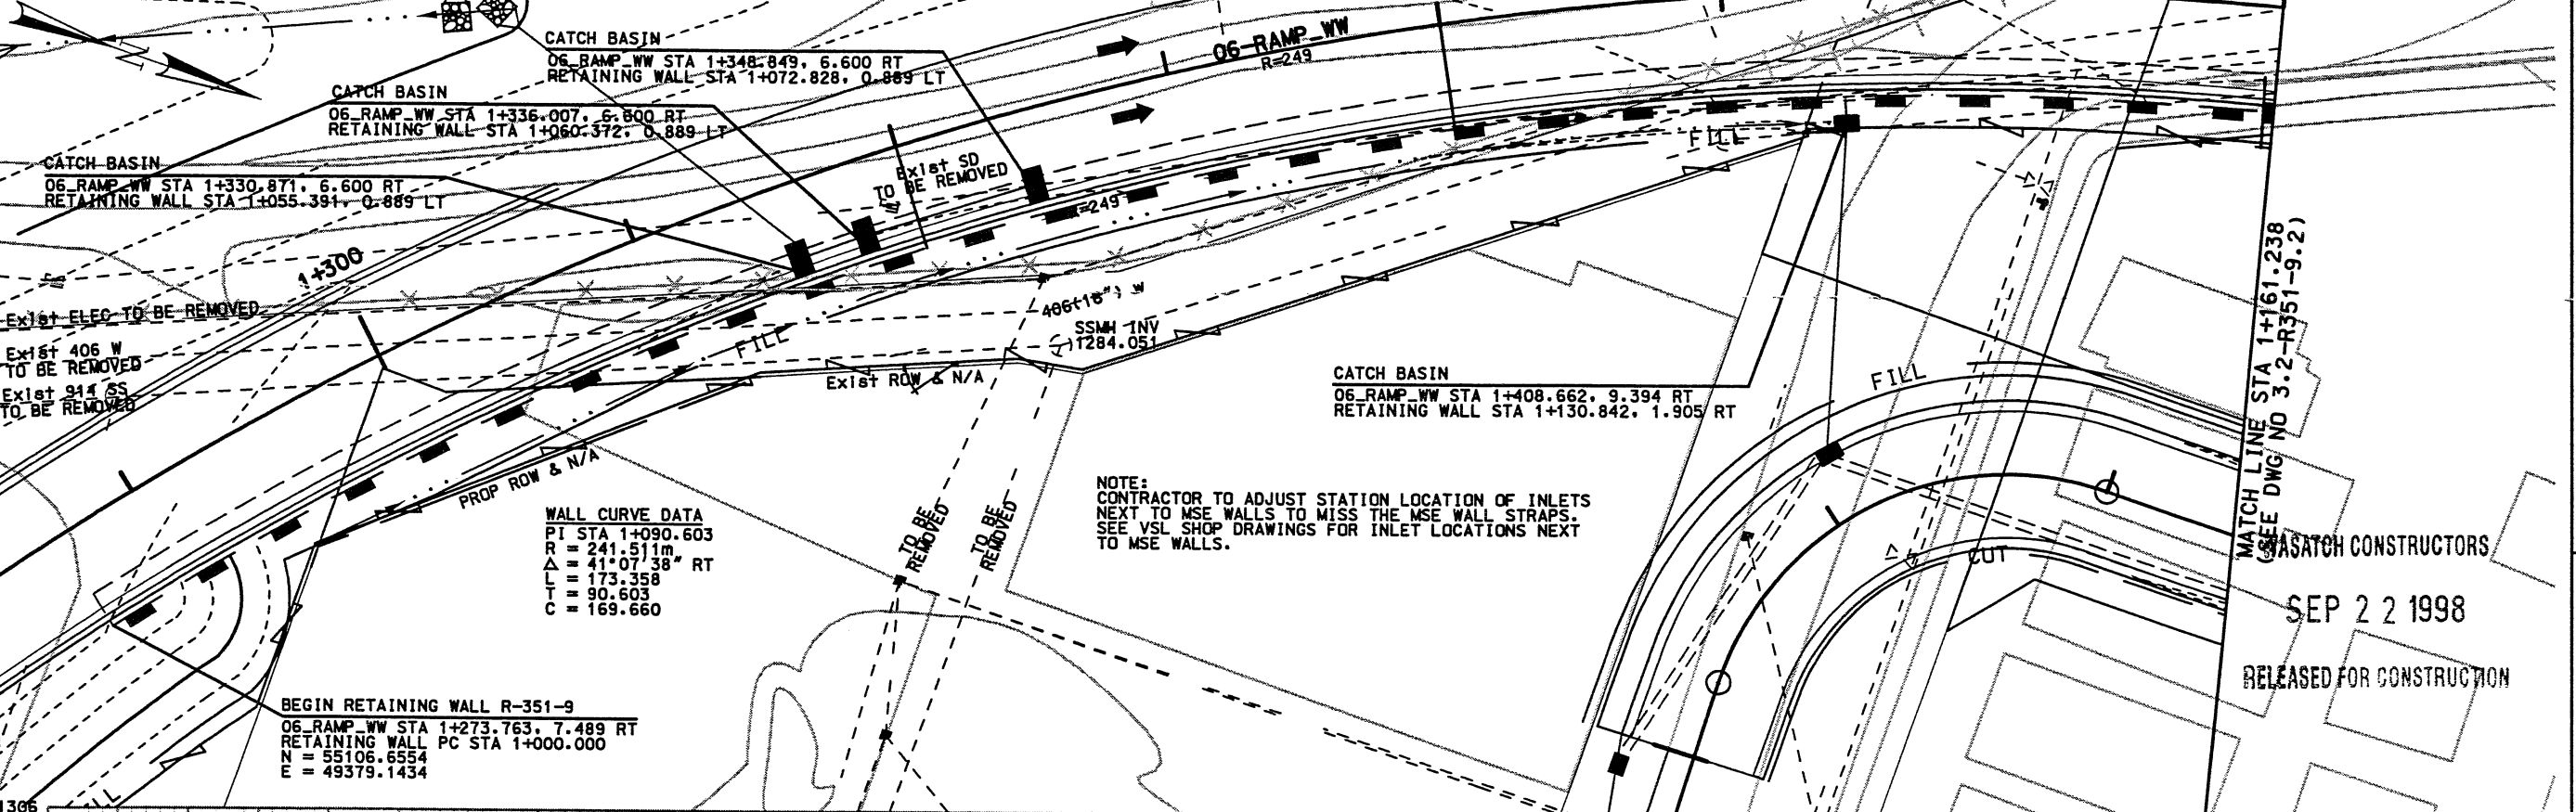 CATCH BASIN
06_RAMP_WW STA 1+348.849, 6.600 RT
RETAINING WALL STA 1+072.828, 0.889 LT
CATCH BASIN
06_RAMP_WW STA 1+336.007, 6.600 RT
RETAINING WALL STA 1+060.372, 0.889 LT
CATCH BASIN
06_RAMP_WW STA 1+330.871, 6.600 RT
RETAINING WALL STA 1+055.391, 0.889 LT
06-RAMP_WW
R=249
Exist SD
TO BE REMOVED
=249
FILL
1+300
Exist ELEC TO BE REMOVED
Exist 406 W
TO BE REMOVED
Exist 914 SS
TO BE REMOVED
FILL
406(16") W
SSMH INV
1284.051
Exist ROW & N/A
PROP ROW & N/A
CATCH BASIN
06_RAMP_WW STA 1+408.662, 9.394 RT
RETAINING WALL STA 1+130.842, 1.905 RT
FILL
MATCH LINE STA 1+161.238
(SEE DWG NO 3.2-R351-9.2)
NOTE:
CONTRACTOR TO ADJUST STATION LOCATION OF INLETS
NEXT TO MSE WALLS TO MISS THE MSE WALL STRAPS.
SEE VSL SHOP DRAWINGS FOR INLET LOCATIONS NEXT
TO MSE WALLS.
WALL CURVE DATA
PI STA 1+090.603
R = 241.511m
Δ = 41°07'38" RT
L = 173.358
T = 90.603
C = 169.660
TO BE
REMOVED
TO BE
REMOVED
CUT
WASATCH CONSTRUCTORS
SEP 22 1998
RELEASED FOR CONSTRUCTION
BEGIN RETAINING WALL R-351-9
06_RAMP_WW STA 1+273.763, 7.489 RT
RETAINING WALL PC STA 1+000.000
N = 55106.6554
E = 49379.1434
1306